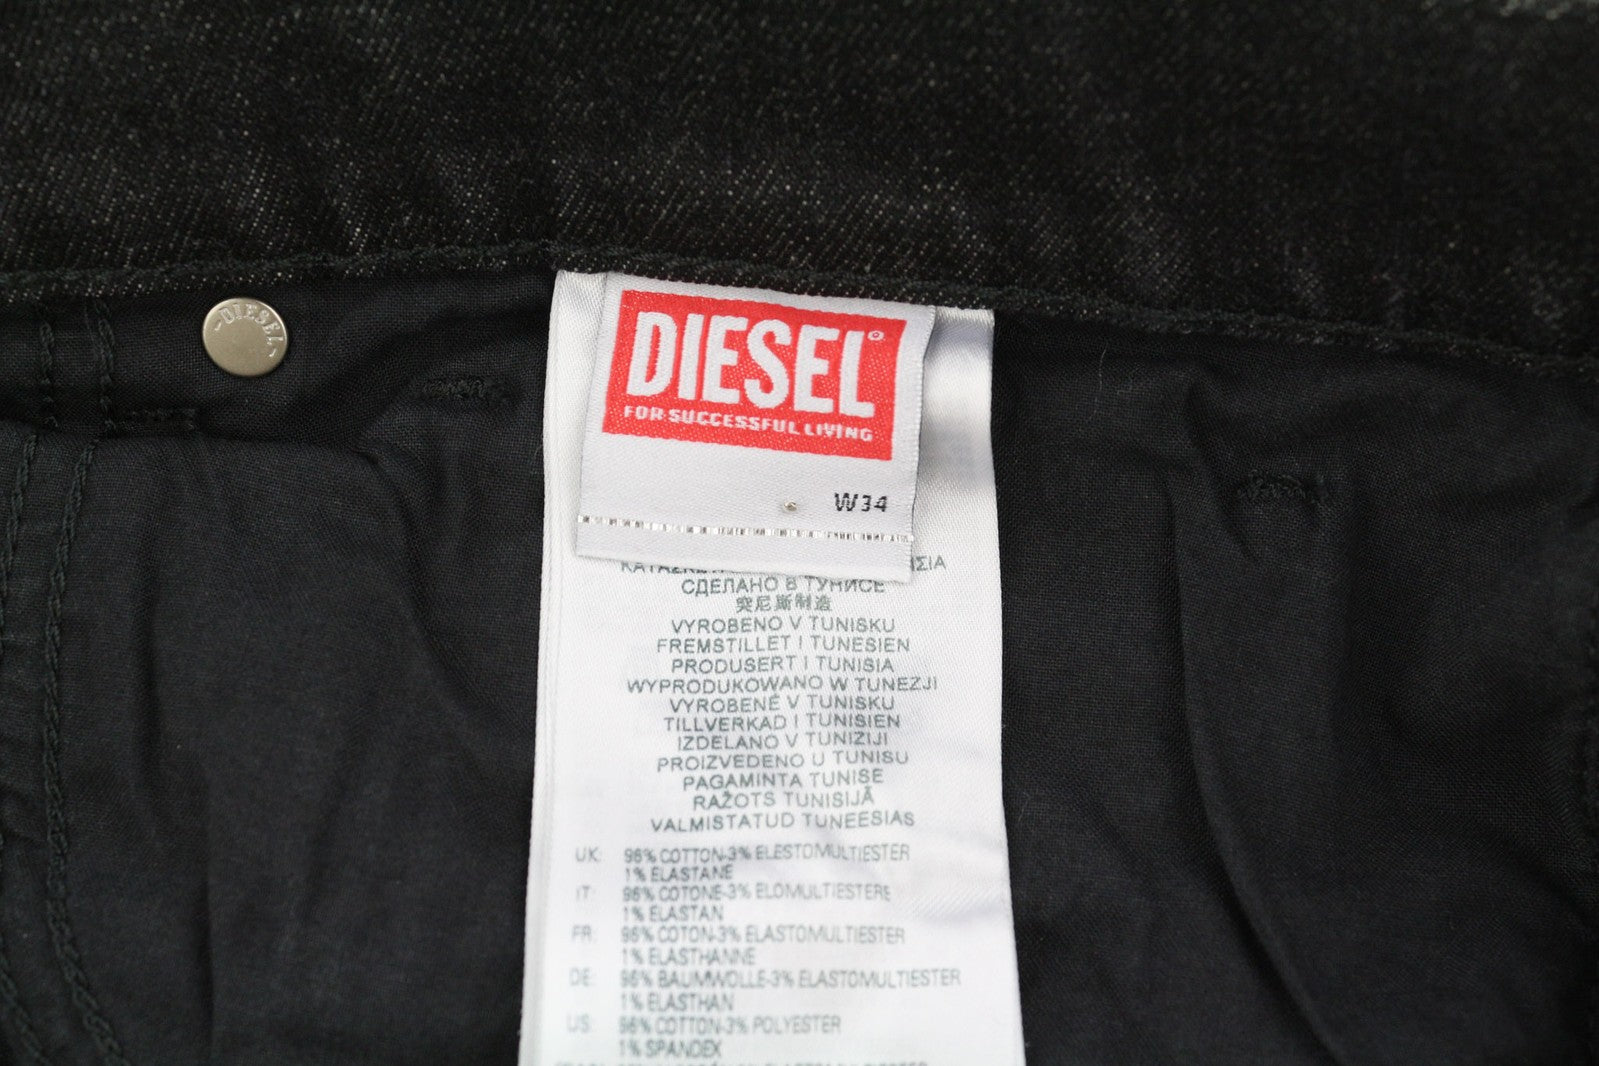 -DIESEL-
DIESEL®
FOR SUCCESSFUL LIVING
W34
СДЕЛАНО В ТУНИСЕ
突尼斯制造
VYROBENO V TUNISKU
FREMSTILLET I TUNESIEN
PRODUSERT I TUNISIA
WYPRODUKOWANO W TUNEZJI
VYROBENÉ V TUNISKU
TILLVERKAD I TUNISIEN
IZDELANO V TUNIZIJI
PROIZVEDENO U TUNISU
PAGAMINTA TUNISE
RAŽOTS TUNISIJĀ
VALMISTATUD TUNEESIAS
UK: 96% COTTON-3% ELESTOMULTIESTER
1% ELASTANE
IT: 96% COTONE-3% ELOMULTIESTERE
1% ELASTAN
FR: 96% COTON-3% ELASTOMULTIESTER
1% ELASTHANNE
DE: 96% BAUMWOLLE-3% ELASTOMULTIESTER
1% ELASTHAN
US: 96% COTTON-3% POLYESTER
1% SPANDEX